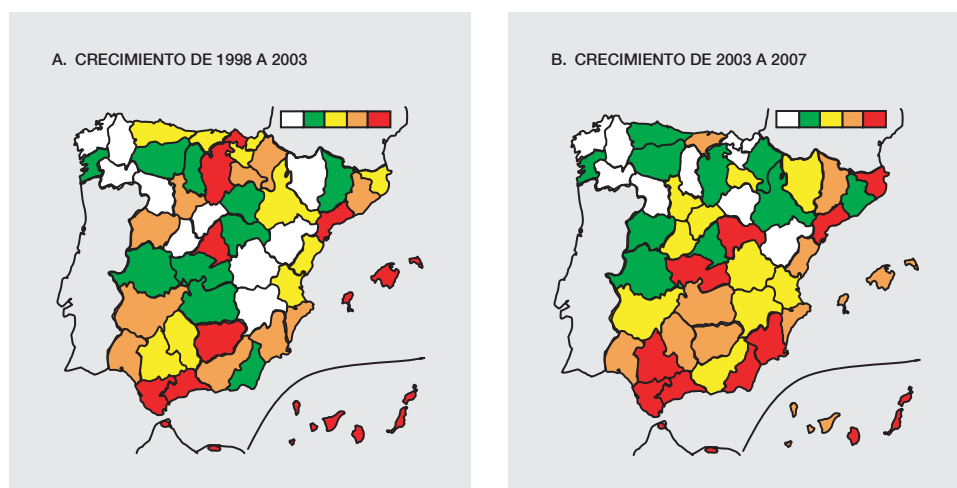 A. CRECIMIENTO DE 1998 A 2003
B. CRECIMIENTO DE 2003 A 2007